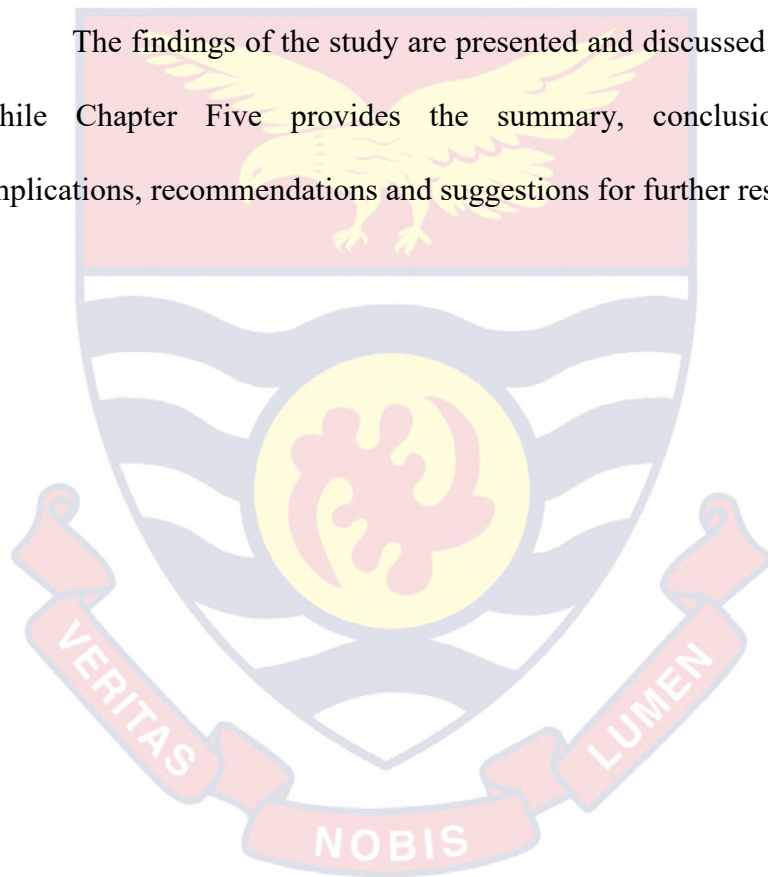 The findings of the study are presented and discussed
hile Chapter Five provides the summary, conclusio
nplications, recommendations and suggestions for further res
VERITAS
NOBIS
LUMEN